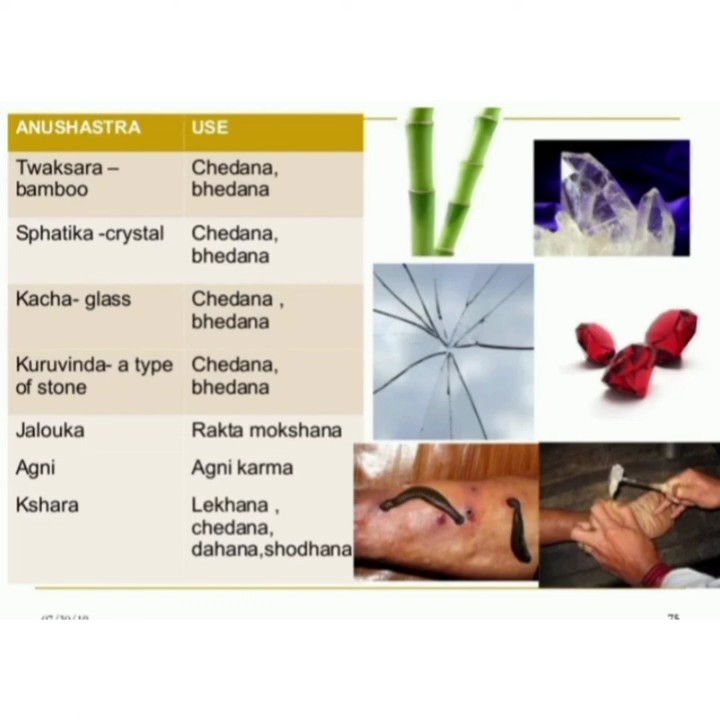 ANUSHASTRA USE
Twaksara – Chedana,
bamboo bhedana
Sphatika -crystal Chedana,
bhedana
Kacha- glass Chedana ,
bhedana
Kuruvinda- a type Chedana,
of stone bhedana
Jalouka Rakta mokshana
Agni Agni karma
Kshara Lekhana ,
chedana,
dahana,shodhana
75